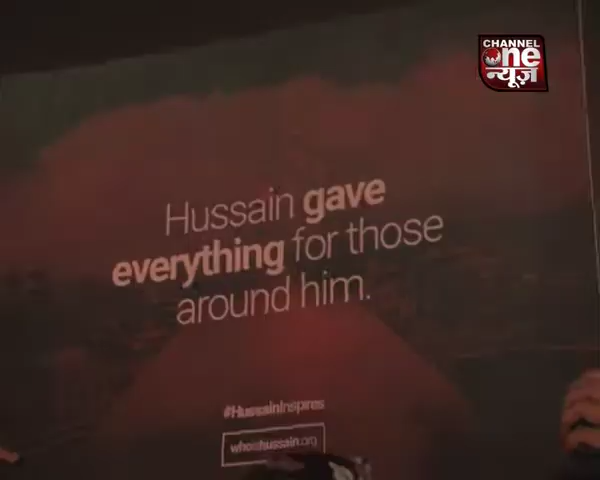 CHANNEL
one
न्यूज़
Hussain gave
everything for those
around him.
#HussainInspires
whoishussain.org